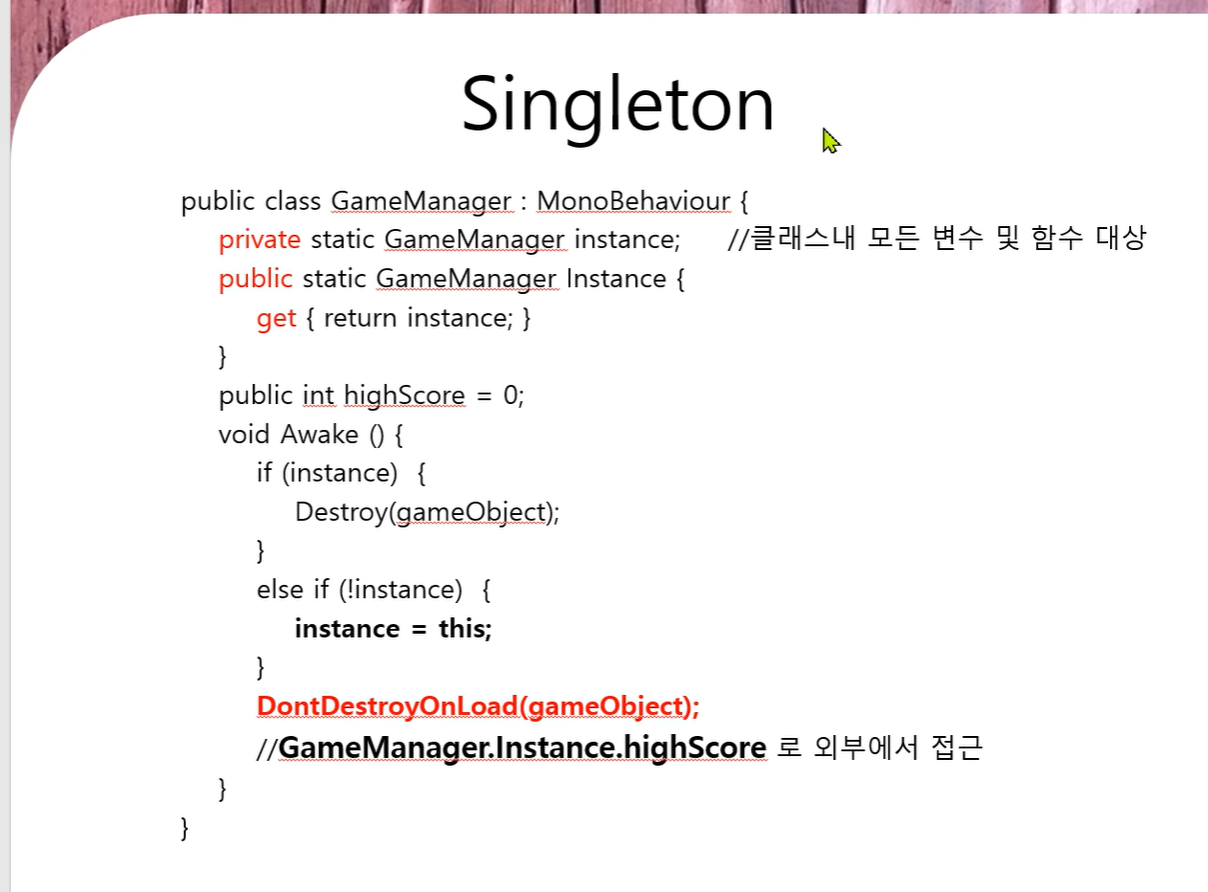 Singleton
public class GameManager : MonoBehaviour {
private static GameManager instance; //클래스내 모든 변수 및 함수 대상
public static GameManager Instance {
get { return instance; }
}
public int highScore = 0;
void Awake () {
if (instance) {
Destroy(gameObject);
}
else if (!instance) {
instance = this;
}
DontDestroyOnLoad(gameObject);
//GameManager.Instance.highScore 로 외부에서 접근
}
}